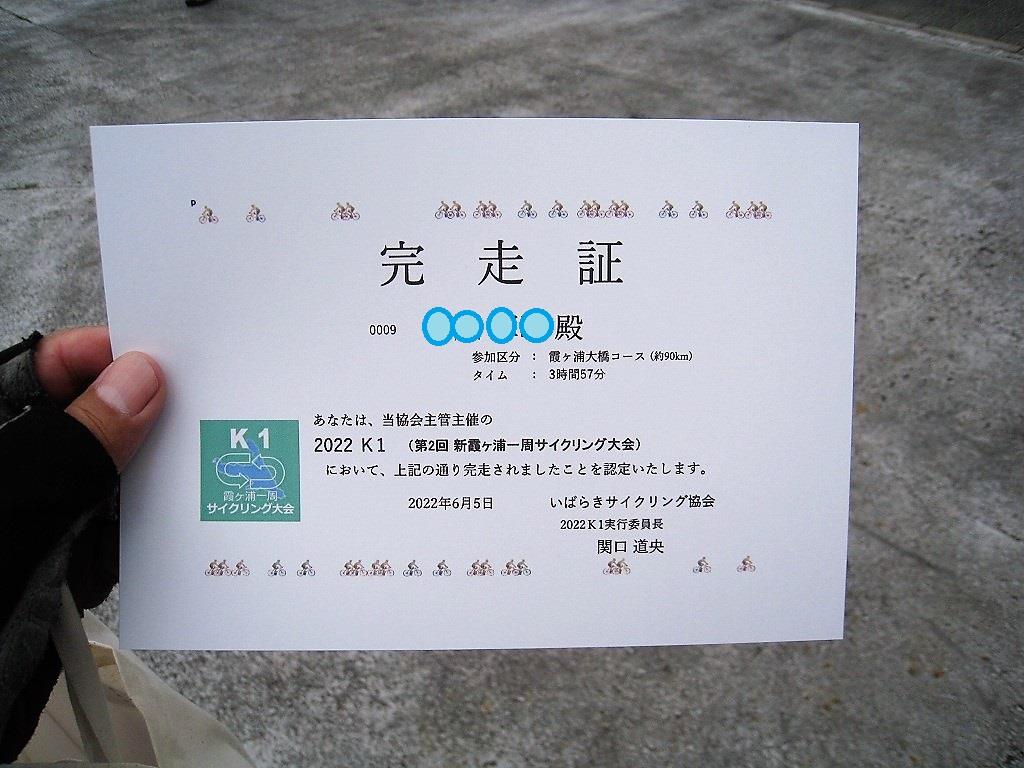 P
完走証
0009 殿
参加区分 : 霞ヶ浦大橋コース (約90km)
タイム : 3時間57分
あなたは、当協会主管主催の
2022 K1 (第2回 新霞ヶ浦一周サイクリング大会)
において、上記の通り完走されましたことを認定いたします。
K1
霞ヶ浦一周
サイクリング大会
2022年6月5日 いばらきサイクリング協会
2022K1実行委員長
関口 道央